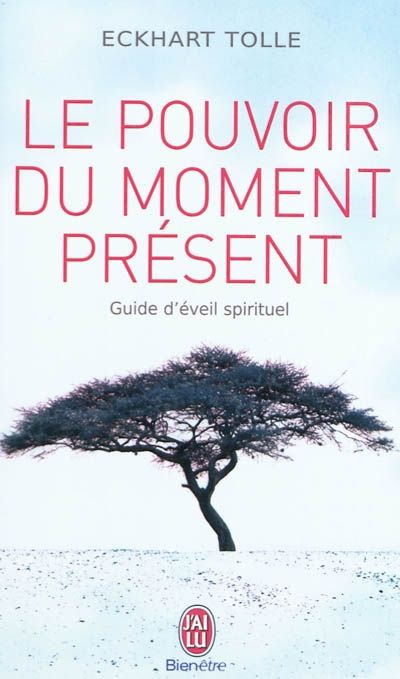 ECKHART TOLLE
LE POUVOIR
DU MOMENT
PRÉSENT
Guide d'éveil spirituel
J'AI
LU
Bienêtre